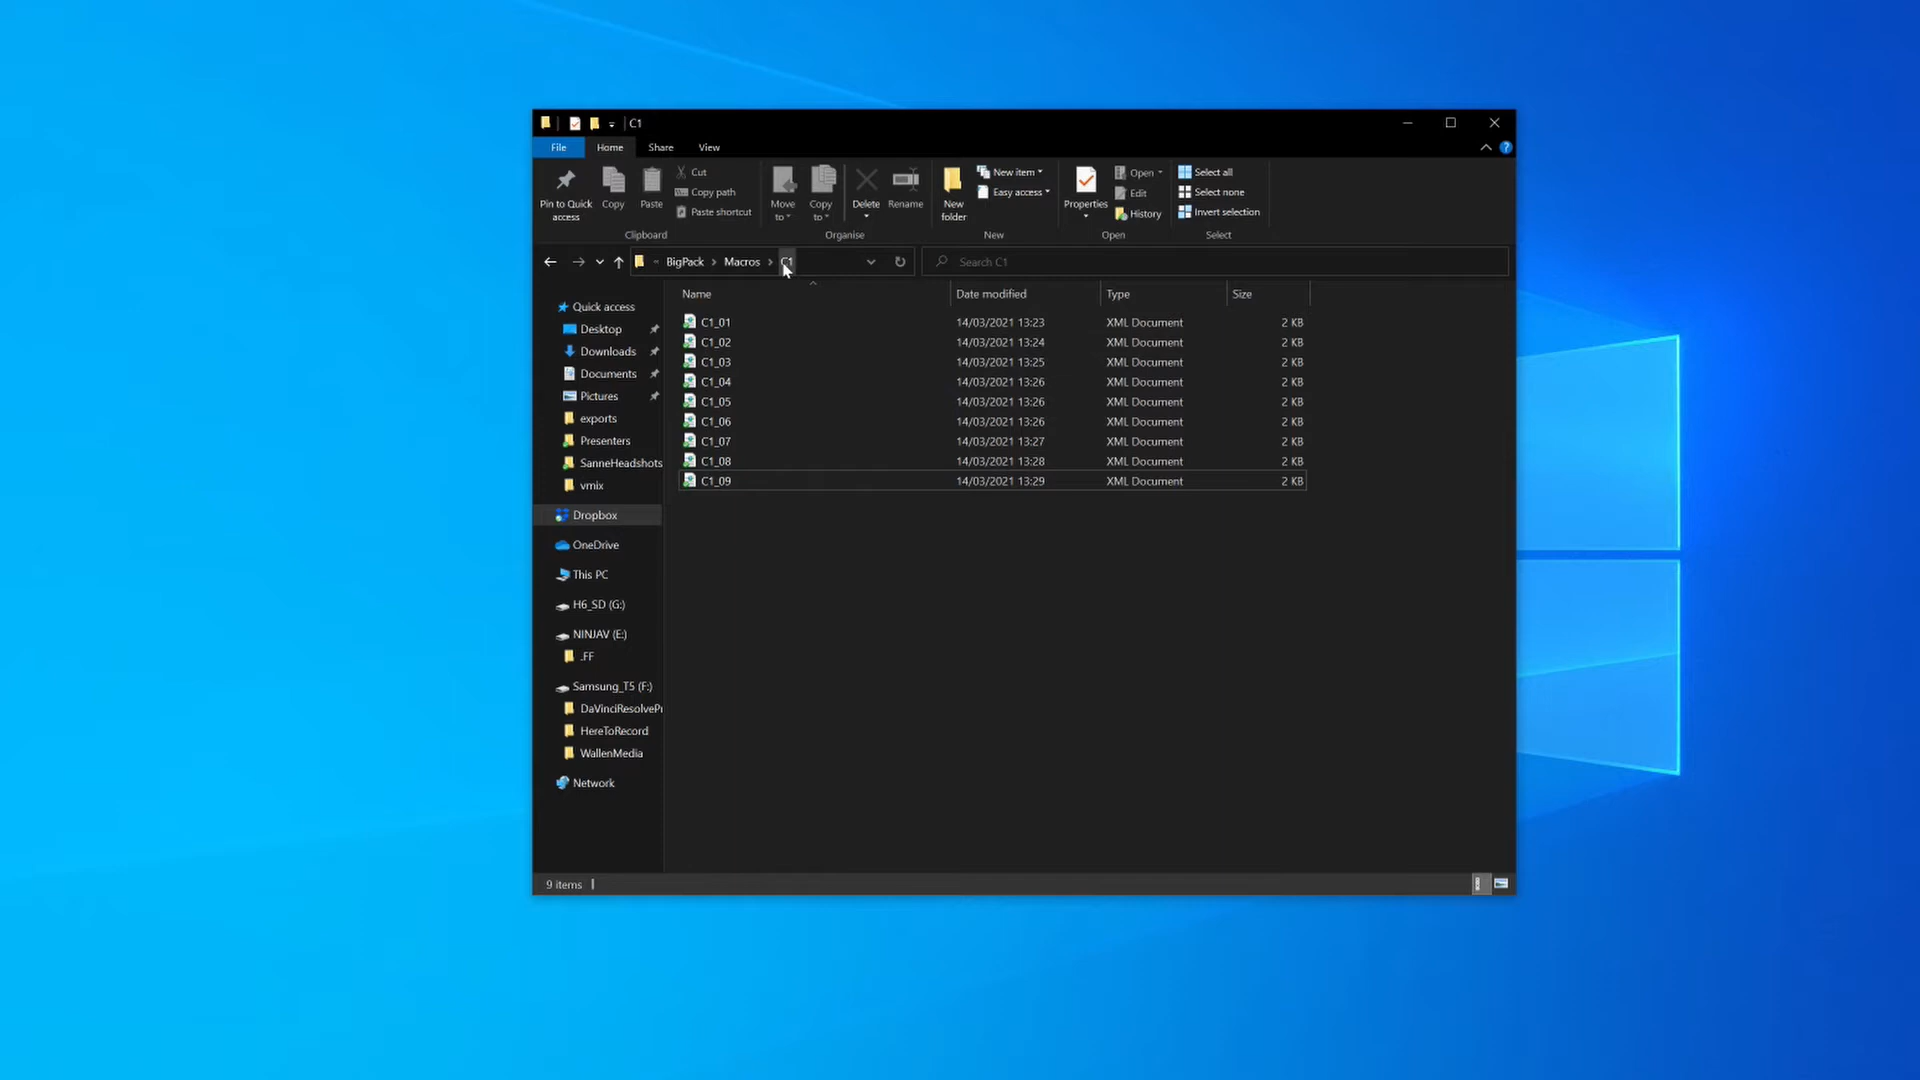 C1
File Home Share View
Pin to Quick access
Copy
Paste
Cut
Copy path
Paste shortcut
Move to
Copy to
Delete
Rename
New folder
New item
Easy access
Properties
Open
Edit
History
Select all
Select none
Invert selection
Clipboard Organise New Open Select
« BigPack Macros C1 Search C1
Name Date modified Type Size
C1_01 14/03/2021 13:23 XML Document 2 KB
C1_02 14/03/2021 13:24 XML Document 2 KB
C1_03 14/03/2021 13:25 XML Document 2 KB
C1_04 14/03/2021 13:26 XML Document 2 KB
C1_05 14/03/2021 13:26 XML Document 2 KB
C1_06 14/03/2021 13:26 XML Document 2 KB
C1_07 14/03/2021 13:27 XML Document 2 KB
C1_08 14/03/2021 13:28 XML Document 2 KB
C1_09 14/03/2021 13:29 XML Document 2 KB
Quick access
Desktop
Downloads
Documents
Pictures
exports
Presenters
SanneHeadshots
vmix
Dropbox
OneDrive
This PC
H6_SD (G:)
NINJAV (E:)
.FF
Samsung_T5 (F:)
DaVinciResolvePr
HereToRecord
WallenMedia
Network
9 items